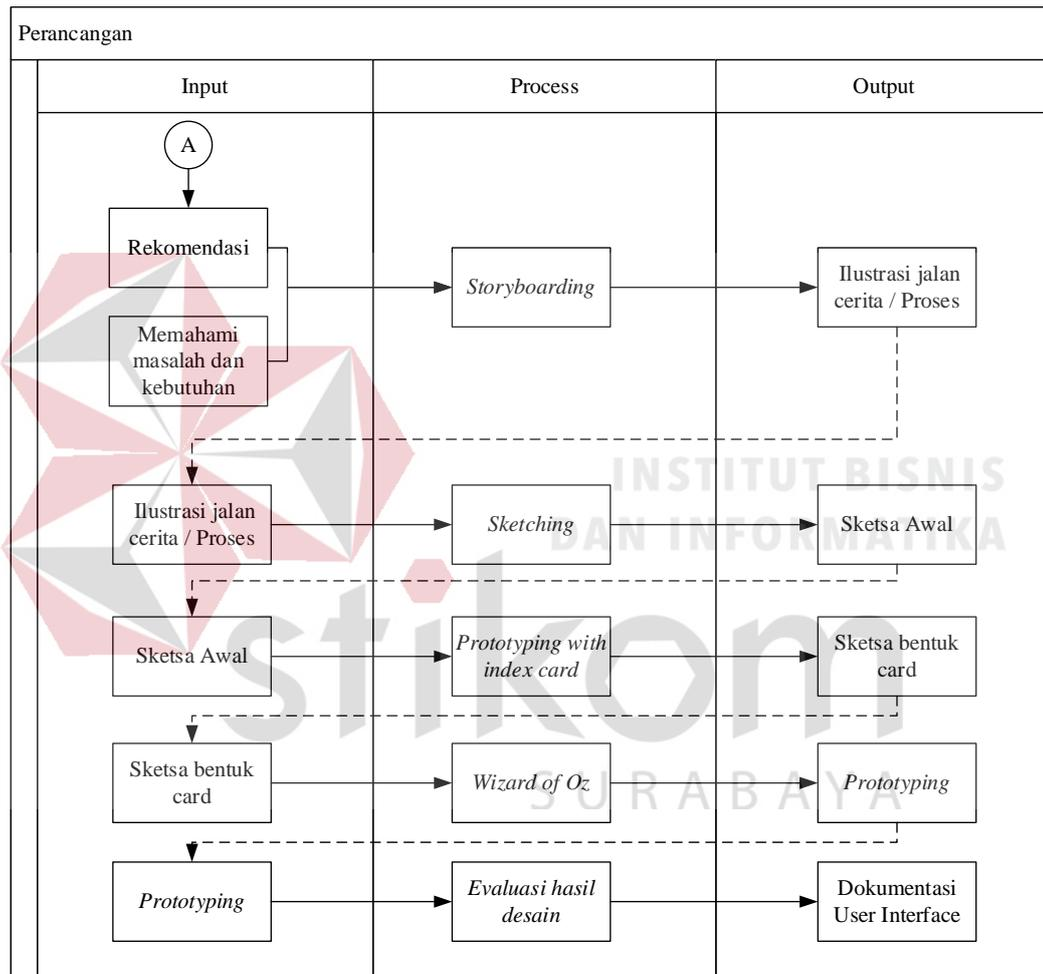 Perancangan
Input
Process
Output
A
Rekomendasi
Memahami
masalah dan
kebutuhan
Storyboarding
Ilustrasi jalan
cerita / Proses
Ilustrasi jalan
cerita / Proses
Sketching
Sketsa Awal
Sketsa Awal
Prototyping with
index card
Sketsa bentuk
card
Sketsa bentuk
card
Wizard of Oz
Prototyping
Prototyping
Evaluasi hasil
desain
Dokumentasi
User Interface
INSTITUT BISNIS
DAN INFORMATIKA
stikom
SURABAYA